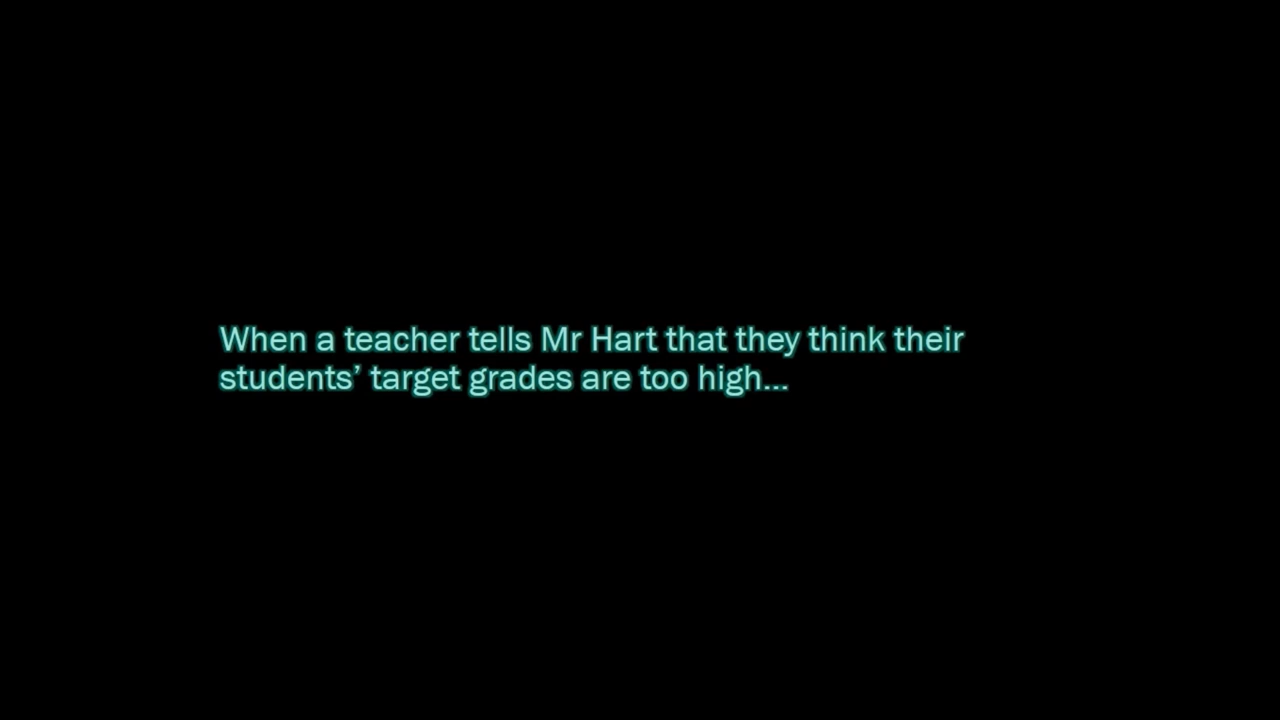 When a teacher tells Mr Hart that they think their
students’ target grades are too high...